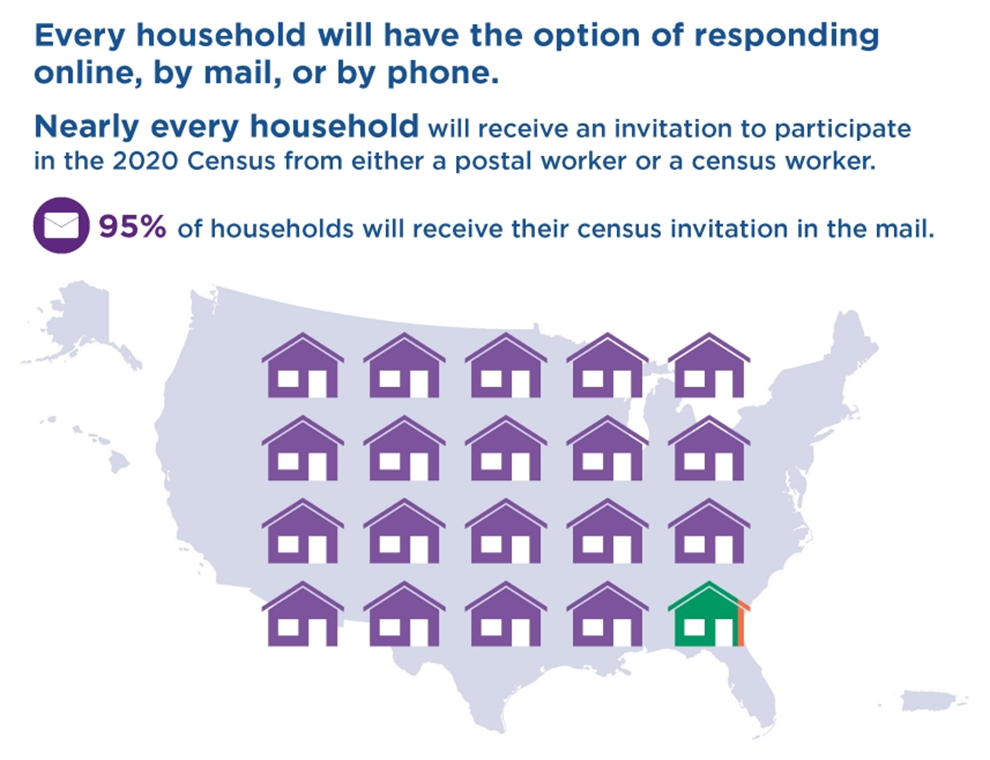 Every household will have the option of responding
online, by mail, or by phone.
Nearly every household will receive an invitation to participate
in the 2020 Census from either a postal worker or a census worker.
95% of households will receive their census invitation in the mail.